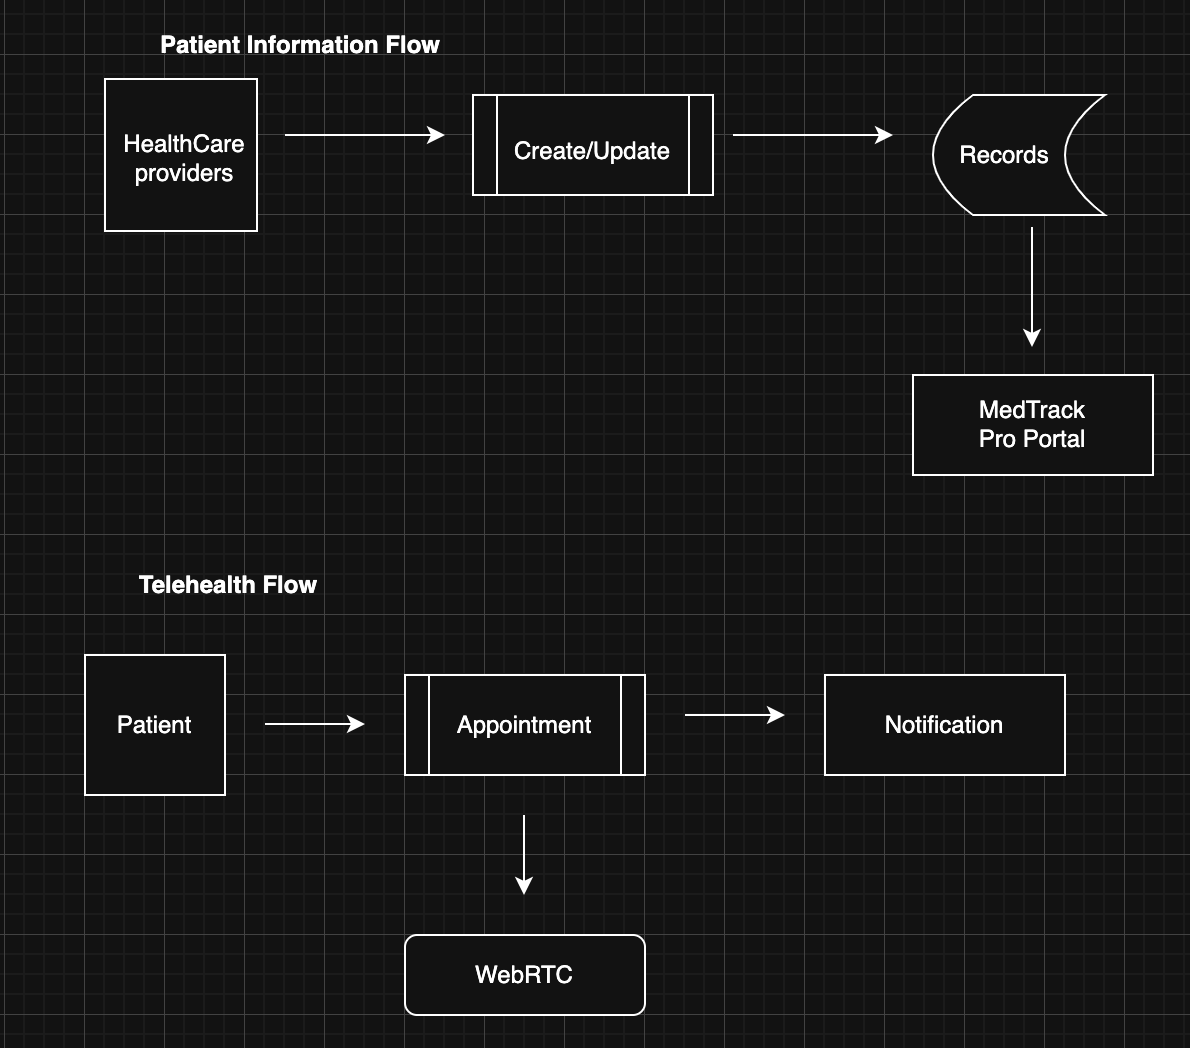 Patient Information Flow
HealthCare
providers
Create/Update
Records
MedTrack
Pro Portal
Telehealth Flow
Patient
Appointment
Notification
WebRTC